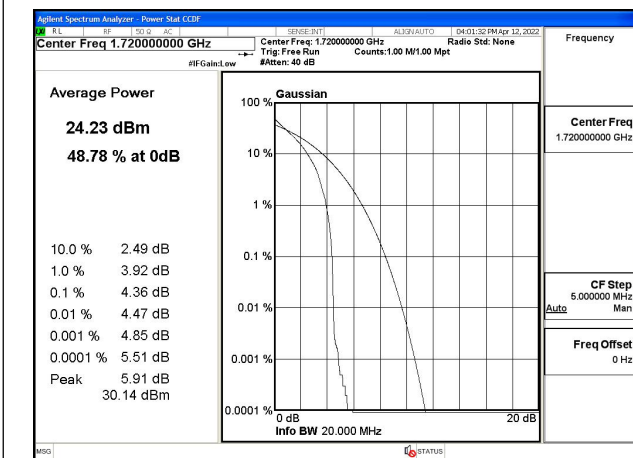 Agilent Spectrum Analyzer - Power Stat CCDF
RL RF 50 Ω AC SENSE:INT ALIGN AUTO 04:01:32 PM Apr 12, 2022
Center Freq 1.720000000 GHz
Center Freq: 1.720000000 GHz Radio Std: None
Trig: Free Run Counts:1.00 M/1.00 Mpt
#IFGain:Low #Atten: 40 dB
Frequency
Average Power
24.23 dBm
48.78 % at 0dB
10.0 % 2.49 dB
1.0 % 3.92 dB
0.1 % 4.36 dB
0.01 % 4.47 dB
0.001 % 4.85 dB
0.0001 % 5.51 dB
Peak 5.91 dB
30.14 dBm
Gaussian
100 %
10 %
1 %
0.1 %
0.01 %
0.001 %
0.0001 %
0 dB 20 dB
Info BW 20.000 MHz
Center Freq
1.720000000 GHz
CF Step
5.000000 MHz
Auto Man
Freq Offset
0 Hz
MSG STATUS